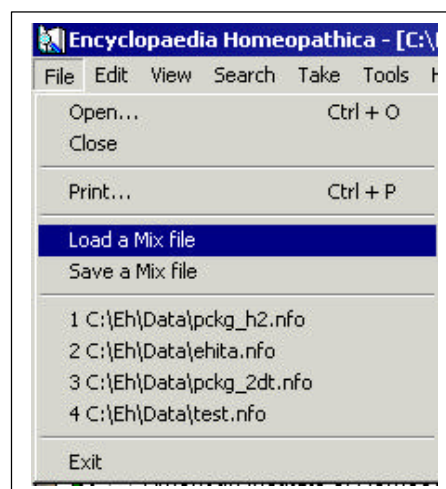 Encyclopaedia Homeopathica - [C:\
File Edit View Search Take Tools
Open... Ctrl + O
Close
Print... Ctrl + P
Load a Mix file
Save a Mix file
1 C:\Eh\Data\pckg_h2.nfo
2 C:\Eh\Data\ehita.nfo
3 C:\Eh\Data\pckg_2dt.nfo
4 C:\Eh\Data\test.nfo
Exit